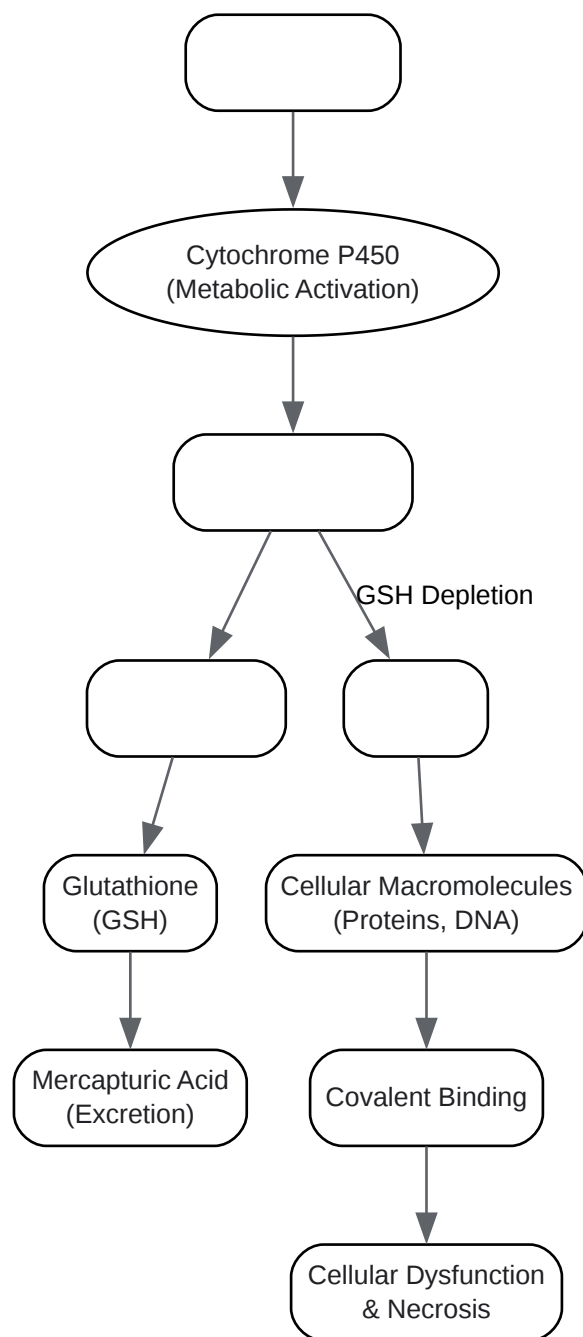 Cytochrome P450
(Metabolic Activation)
GSH Depletion
Glutathione
(GSH)
Cellular Macromolecules
(Proteins, DNA)
Mercapturic Acid
(Excretion)
Covalent Binding
Cellular Dysfunction
& Necrosis